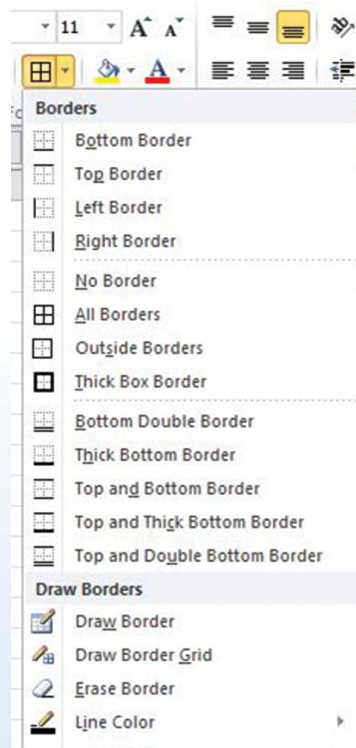 11 A A
A
Borders
Bottom Border
Top Border
Left Border
Right Border
No Border
All Borders
Outside Borders
Thick Box Border
Bottom Double Border
Thick Bottom Border
Top and Bottom Border
Top and Thick Bottom Border
Top and Double Bottom Border
Draw Borders
Draw Border
Draw Border Grid
Erase Border
Line Color